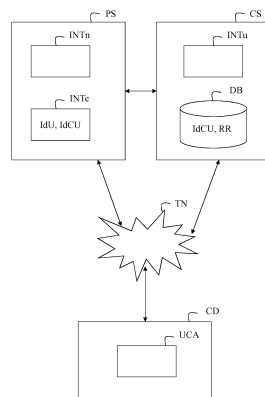 PS
CS
INTn
INTu
INTc
DB
IdU, IdCU
IdCU, RR
TN
CD
UCA